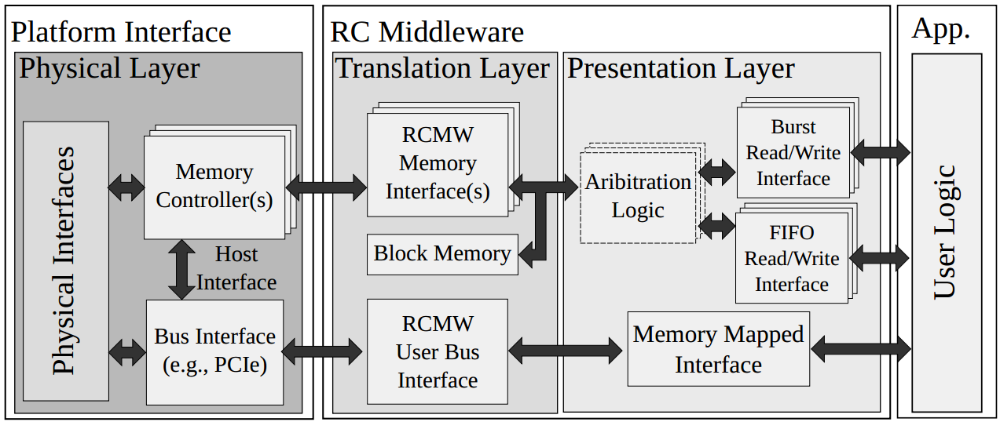 Platform Interface
Physical Layer
Physical Interfaces
Memory
Controller(s)
Host
Interface
Bus Interface
(e.g., PCIe)
RC Middleware
Translation Layer
RCMW
Memory
Interface(s)
Block Memory
RCMW
User Bus
Interface
Presentation Layer
Aribitration
Logic
Burst
Read/Write
Interface
FIFO
Read/Write
Interface
Memory Mapped
Interface
App.
User Logic